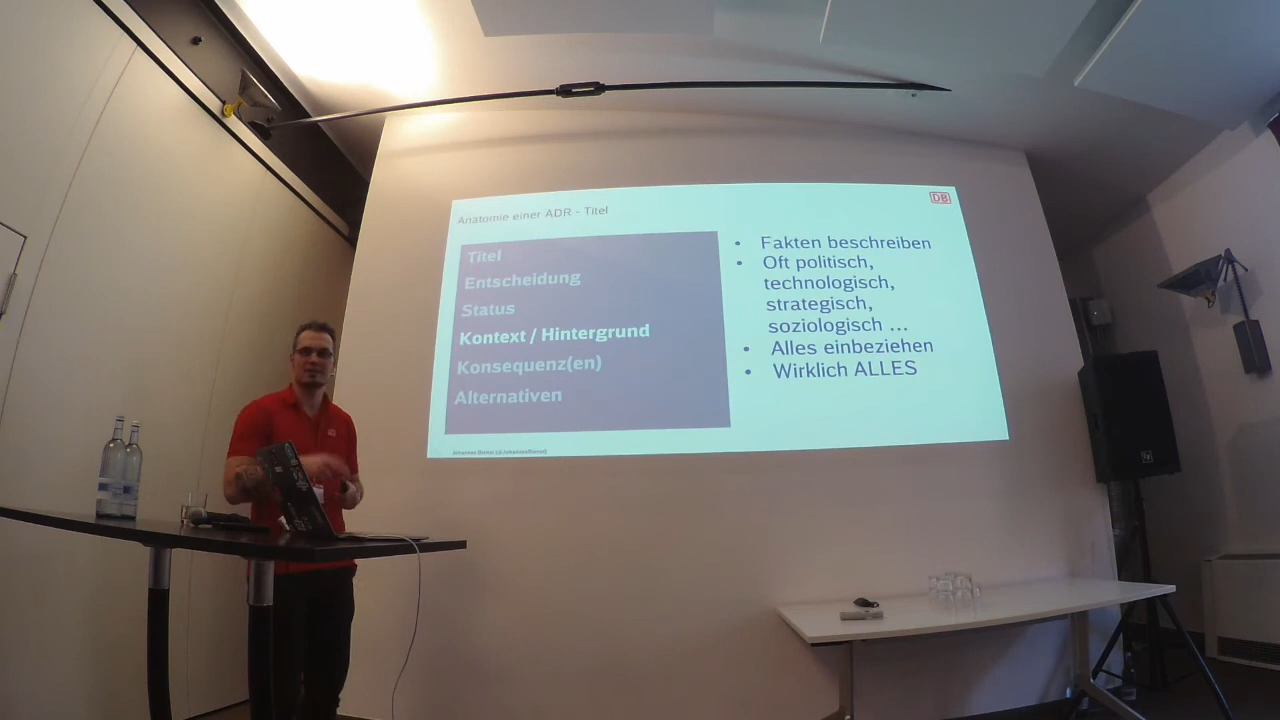 Anatomie einer ADR - Titel
DB
Titel
Entscheidung
Status
Kontext / Hintergrund
Konsequenz(en)
Alternativen
• Fakten beschreiben
• Oft politisch,
technologisch,
strategisch,
soziologisch ...
• Alles einbeziehen
• Wirklich ALLES